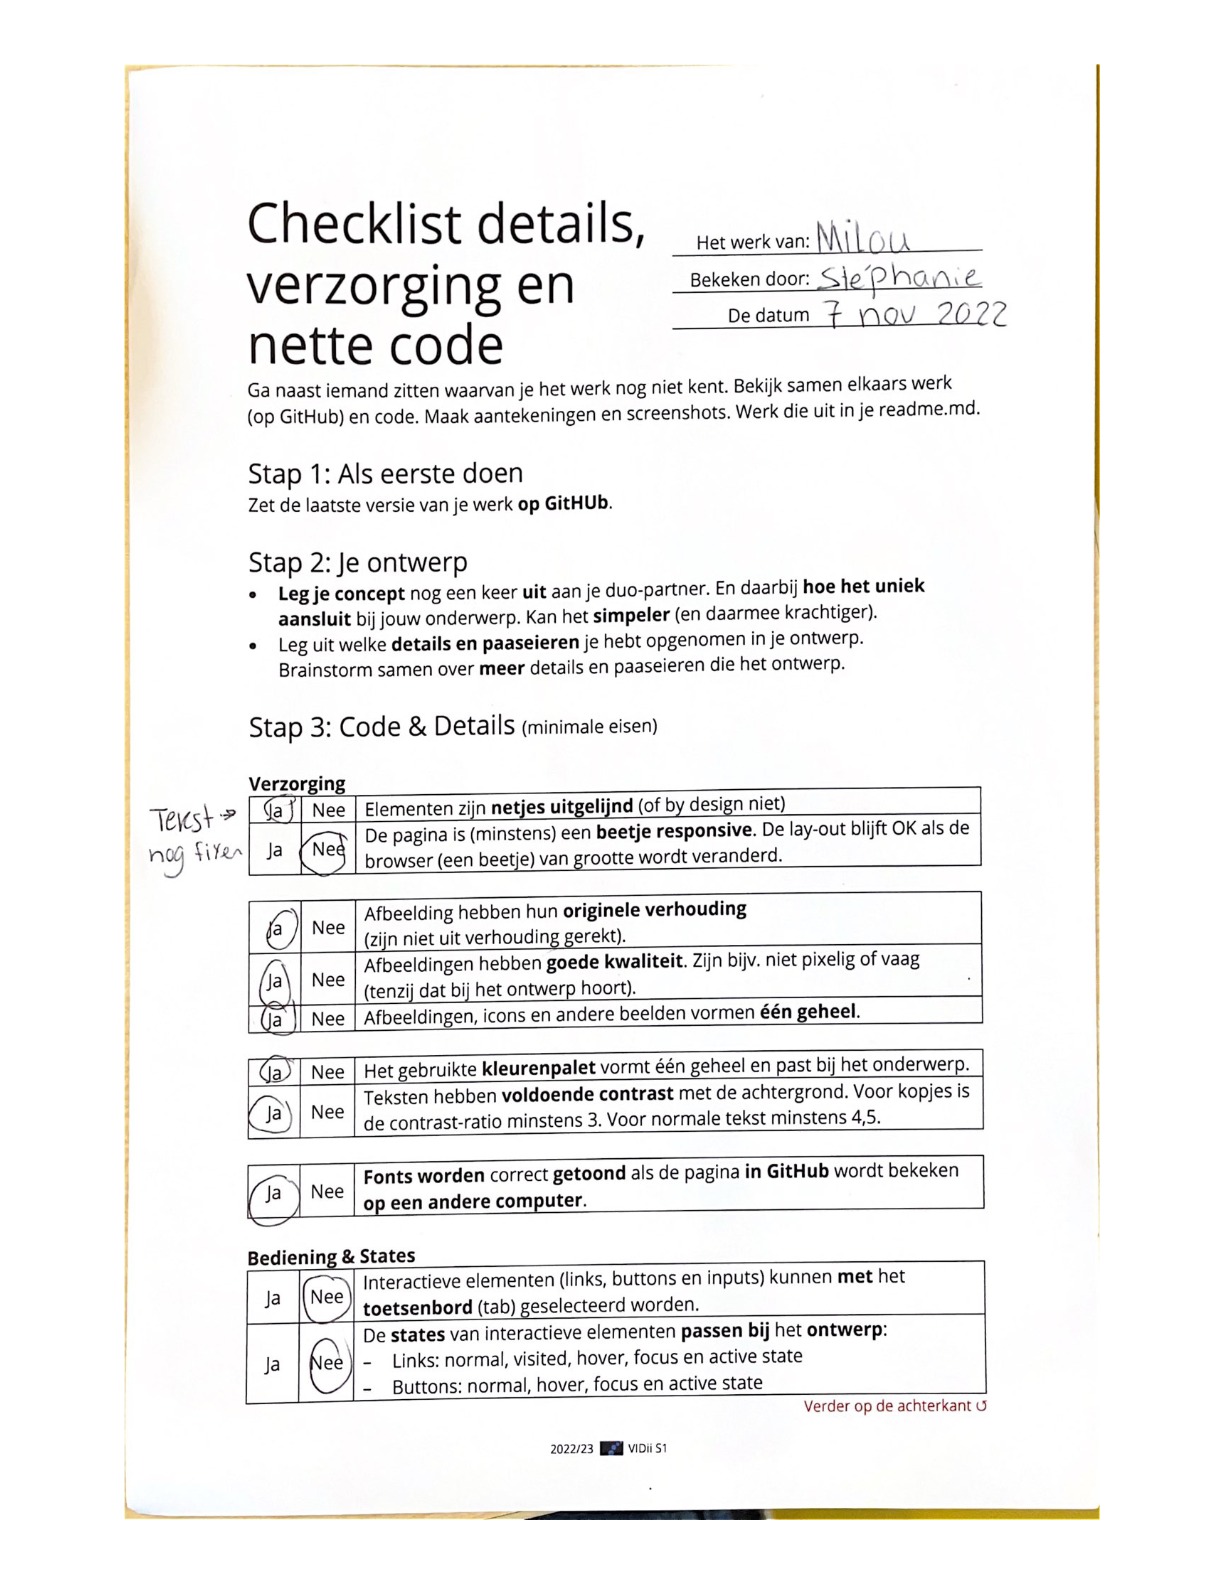 Checklist details,
verzorging en
nette code
Het werk van: Milou
Bekeken door: Stéphanie
De datum 7 nov 2022
Ga naast iemand zitten waarvan je het werk nog niet kent. Bekijk samen elkaars werk
(op GitHub) en code. Maak aantekeningen en screenshots. Werk die uit in je readme.md.
Stap 1: Als eerste doen
Zet de laatste versie van je werk op GitHUb.
Stap 2: Je ontwerp
• Leg je concept nog een keer uit aan je duo-partner. En daarbij hoe het uniek
aansluit bij jouw onderwerp. Kan het simpeler (en daarmee krachtiger).
• Leg uit welke details en paaseieren je hebt opgenomen in je ontwerp.
Brainstorm samen over meer details en paaseieren die het ontwerp.
Stap 3: Code & Details (minimale eisen)
Verzorging
Tekst →
nog fixen
Ja Nee Elementen zijn netjes uitgelijnd (of by design niet)
Ja Nee De pagina is (minstens) een beetje responsive. De lay-out blijft OK als de
browser (een beetje) van grootte wordt veranderd.
Ja Nee Afbeelding hebben hun originele verhouding
(zijn niet uit verhouding gerekt).
Ja Nee Afbeeldingen hebben goede kwaliteit. Zijn bijv. niet pixelig of vaag
(tenzij dat bij het ontwerp hoort).
Ja Nee Afbeeldingen, icons en andere beelden vormen één geheel.
Ja Nee Het gebruikte kleurenpalet vormt één geheel en past bij het onderwerp.
Ja Nee Teksten hebben voldoende contrast met de achtergrond. Voor kopjes is
de contrast-ratio minstens 3. Voor normale tekst minstens 4,5.
Ja Nee Fonts worden correct getoond als de pagina in GitHub wordt bekeken
op een andere computer.
Bediening & States
Ja Nee Interactieve elementen (links, buttons en inputs) kunnen met het
toetsenbord (tab) geselecteerd worden.
Ja Nee De states van interactieve elementen passen bij het ontwerp:
– Links: normal, visited, hover, focus en active state
– Buttons: normal, hover, focus en active state
Verder op de achterkant ↺
2022/23 VIDii S1